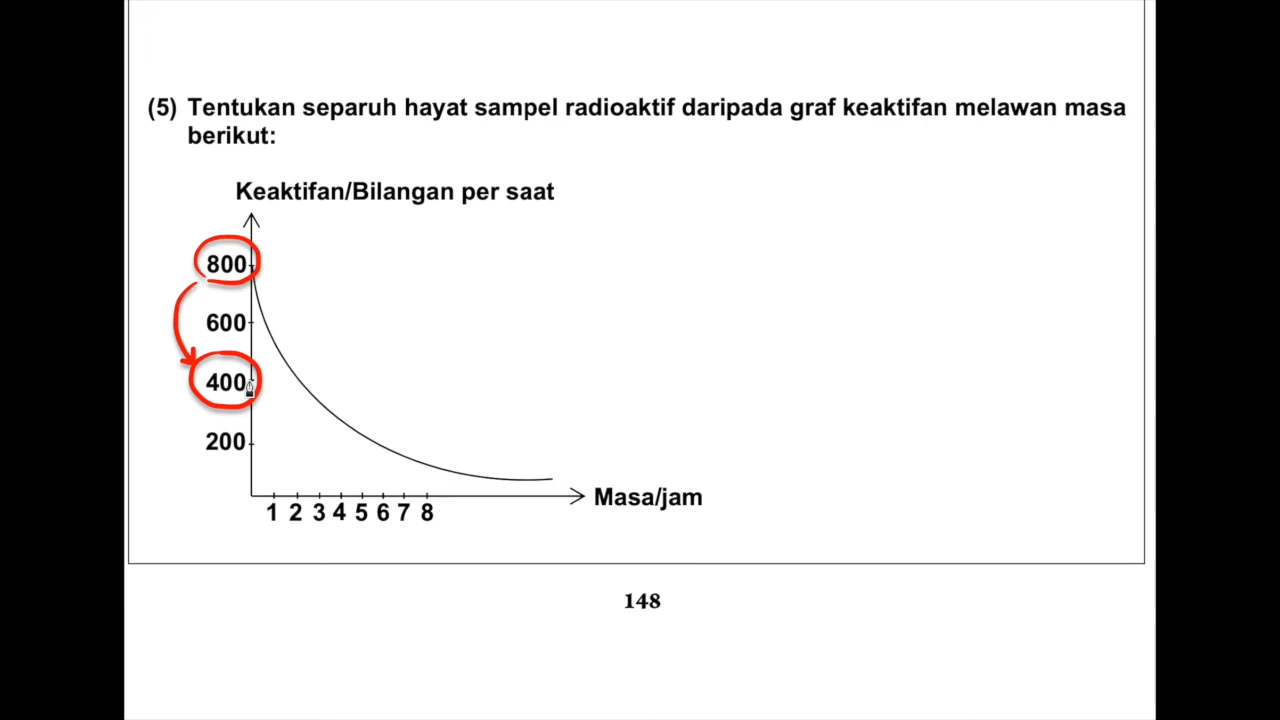 (5) Tentukan separuh hayat sampel radioaktif daripada graf keaktifan melawan masa
berikut:
Keaktifan/Bilangan per saat
800
600
400
200
Masa/jam
1 2 3 4 5 6 7 8
148